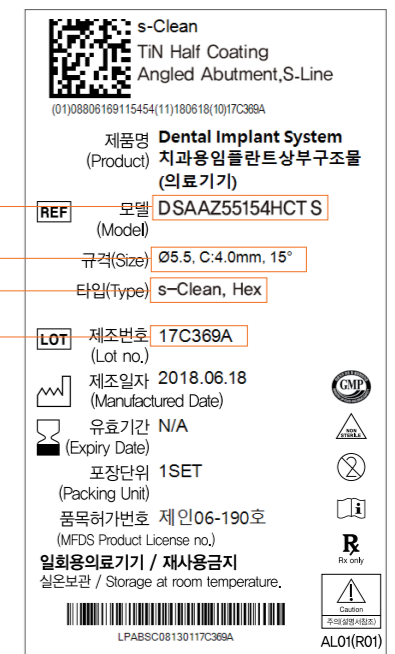 s-Clean
TiN Half Coating
Angled Abutment,S-Line
(01)08806169115454(11)180618(10)17C369A
제품명 Dental Implant System
(Product) 치과용임플란트상부구조물
(의료기기)
REF 모델 DSAAZ55154HCT S
(Model)
규격(Size) Ø5.5, C:4.0mm, 15°
타입(Type) s-Clean, Hex
LOT 제조번호 17C369A
(Lot no.)
제조일자 2018.06.18
(Manufactured Date)
GMP
유효기간 N/A
(Expiry Date)
NON STERILE
포장단위 1SET
(Packing Unit)
2
품목허가번호 제인06-190호
(MFDS Product License no.)
i
일회용의료기기 / 재사용금지
실온보관 / Storage at room temperature.
Rx
Rx only
Caution
주의(설명서참조)
LPABSC08130117C369A
AL01(R01)